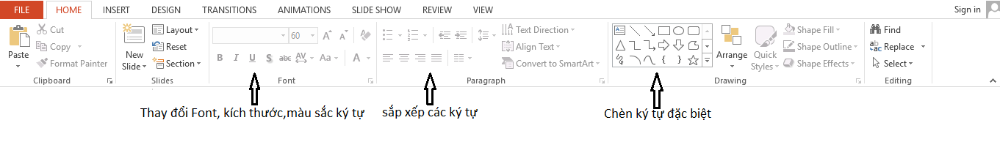 FILE HOME INSERT DESIGN TRANSITIONS ANIMATIONS SLIDE SHOW REVIEW VIEW Sign in
Paste
Cut
Copy
Format Painter
Clipboard
New Slide
Layout
Reset
Section
Slides
60
A A
B I U S abc AV Aa A
Font
Text Direction
Align Text
Convert to SmartArt
Paragraph
Arrange
Quick Styles
Shape Fill
Shape Outline
Shape Effects
Drawing
Find
Replace
Select
Editing
Thay đổi Font, kích thước,màu sắc ký tự
sắp xếp các ký tự
Chèn ký tự đặc biệt